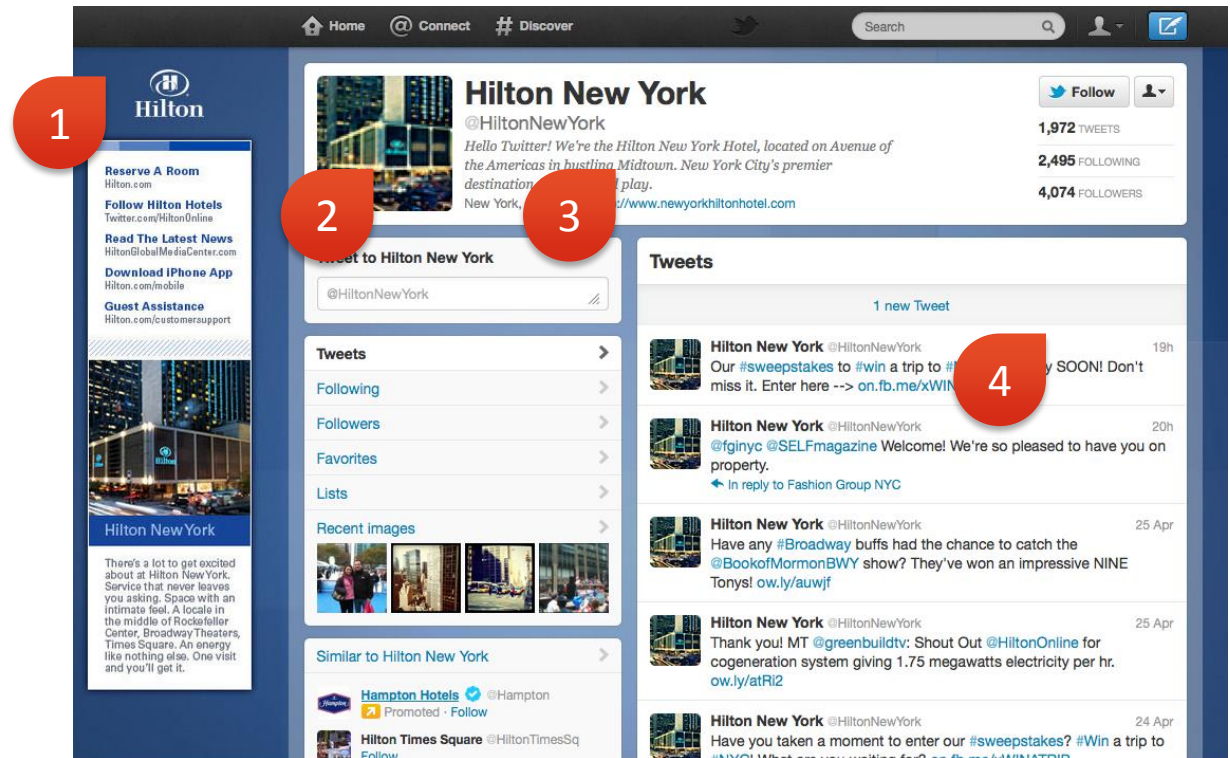 Home
Connect
Discover
Search
1
Hilton
Reserve A Room
Hilton.com
Follow Hilton Hotels
Twitter.com/HiltonOnline
Read The Latest News
HiltonGlobalMediaCenter.com
Download iPhone App
Hilton.com/mobile
Guest Assistance
Hilton.com/customersupport
Hilton
Hilton New York
There's a lot to get excited
about at Hilton New York.
Service that never leaves
you asking. Space with an
intimate feel. A locale in
the middle of Rockefeller
Center, Broadway Theaters,
Times Square. An energy
like nothing else. One visit
and you'll get it.
Hilton New York
@HiltonNewYork
Hello Twitter! We're the Hilton New York Hotel, located on Avenue of
the Americas in bustling Midtown. New York City's premier
destination play.
New York, ://www.newyorkhiltonhotel.com
Follow
1,972 TWEETS
2,495 FOLLOWING
4,074 FOLLOWERS
2
3
to Hilton New York
@HiltonNewYork
Tweets
Following
Followers
Favorites
Lists
Recent images
Similar to Hilton New York
Hampton Hotels @Hampton
Promoted · Follow
Hilton Times Square @HiltonTimesSq
Follow
Tweets
1 new Tweet
Hilton New York @HiltonNewYork 19h
Our #sweepstakes to #win a trip to SOON! Don't
miss it. Enter here --> on.fb.me/xWIN
4
Hilton New York @HiltonNewYork 20h
@fginyc @SELFmagazine Welcome! We're so pleased to have you on
property.
In reply to Fashion Group NYC
Hilton New York @HiltonNewYork 25 Apr
Have any #Broadway buffs had the chance to catch the
@BookofMormonBWY show? They've won an impressive NINE
Tonys! ow.ly/auwjf
Hilton New York @HiltonNewYork 25 Apr
Thank you! MT @greenbuildtv: Shout Out @HiltonOnline for
cogeneration system giving 1.75 megawatts electricity per hr.
ow.ly/atRi2
Hilton New York @HiltonNewYork 24 Apr
Have you taken a moment to enter our #sweepstakes? #Win a trip to
#NYC! What are you waiting for? on.fb.me/xWINATRIP